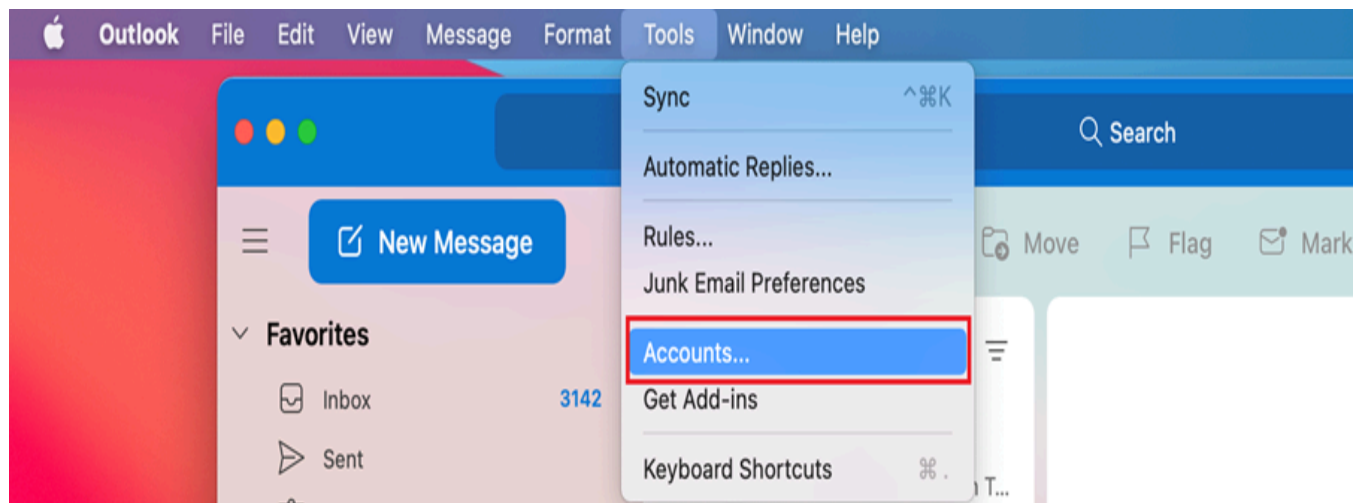 Outlook File Edit View Message Format Tools Window Help
Sync ^⌘K
Search
Automatic Replies...
New Message
Rules...
Move Flag Mark
Junk Email Preferences
Favorites
Accounts...
Inbox 3142
Get Add-ins
Sent
Keyboard Shortcuts ⌘ .
T...